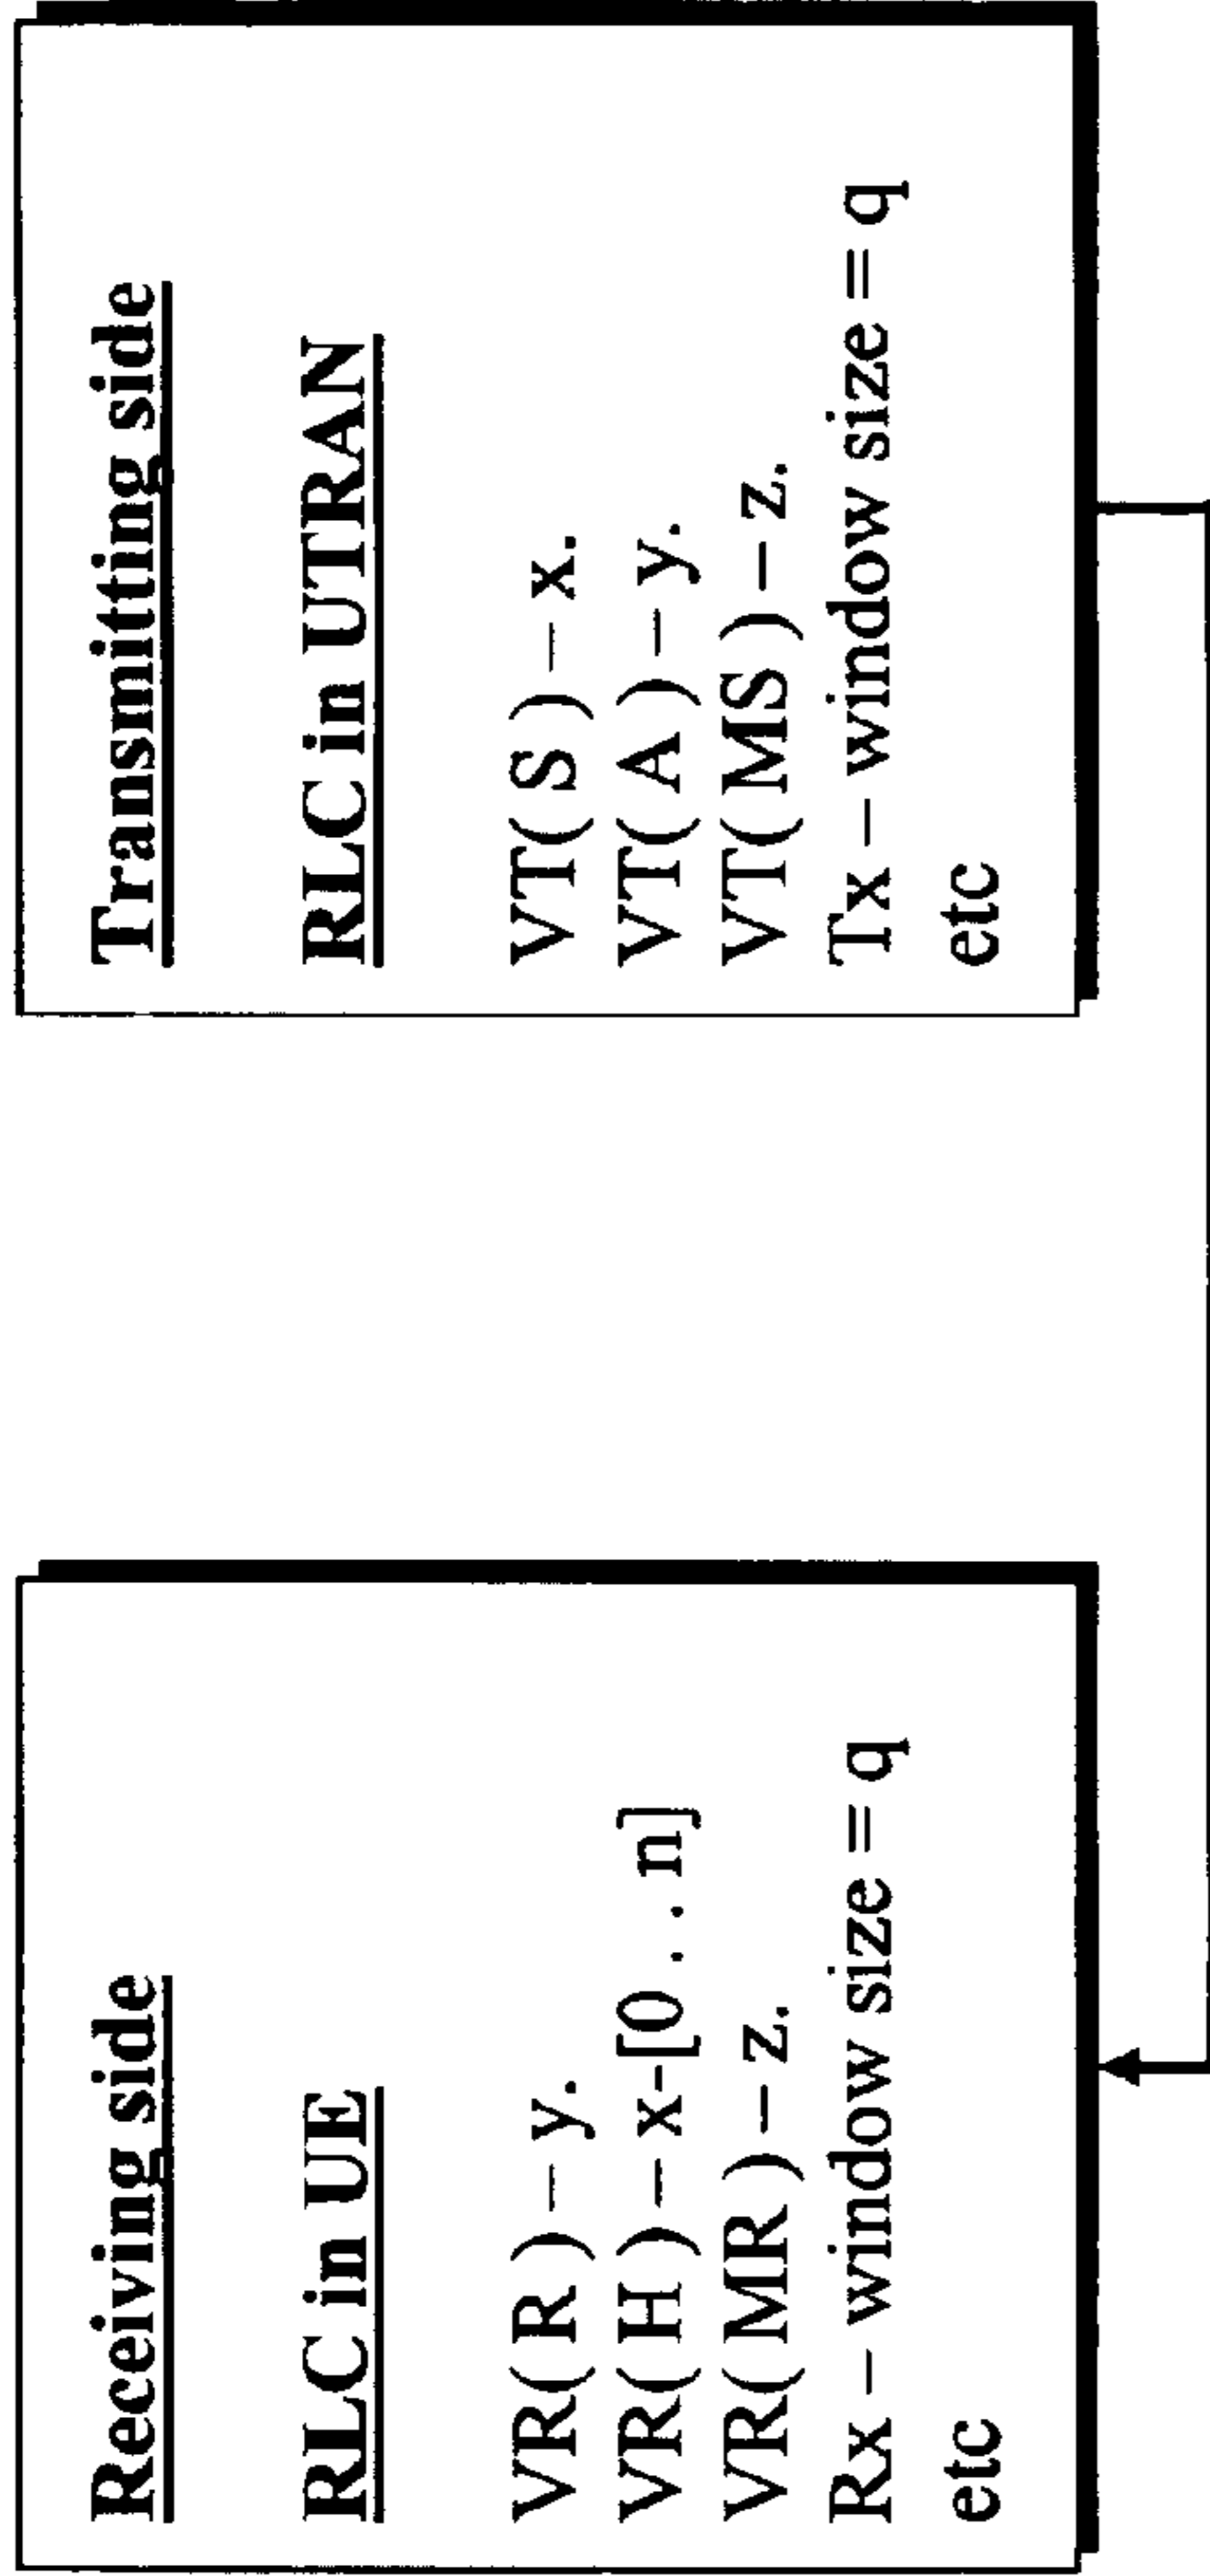 Receiving side
RLC in UE
VR( R ) – y.
VR( H ) – x-[0 . . n]
VR( MR ) – z.
Rx – window size = q
etc
Transmitting side
RLC in UTRAN
VT( S ) – x.
VT( A ) – y.
VT( MS ) – z.
Tx – window size = q
etc